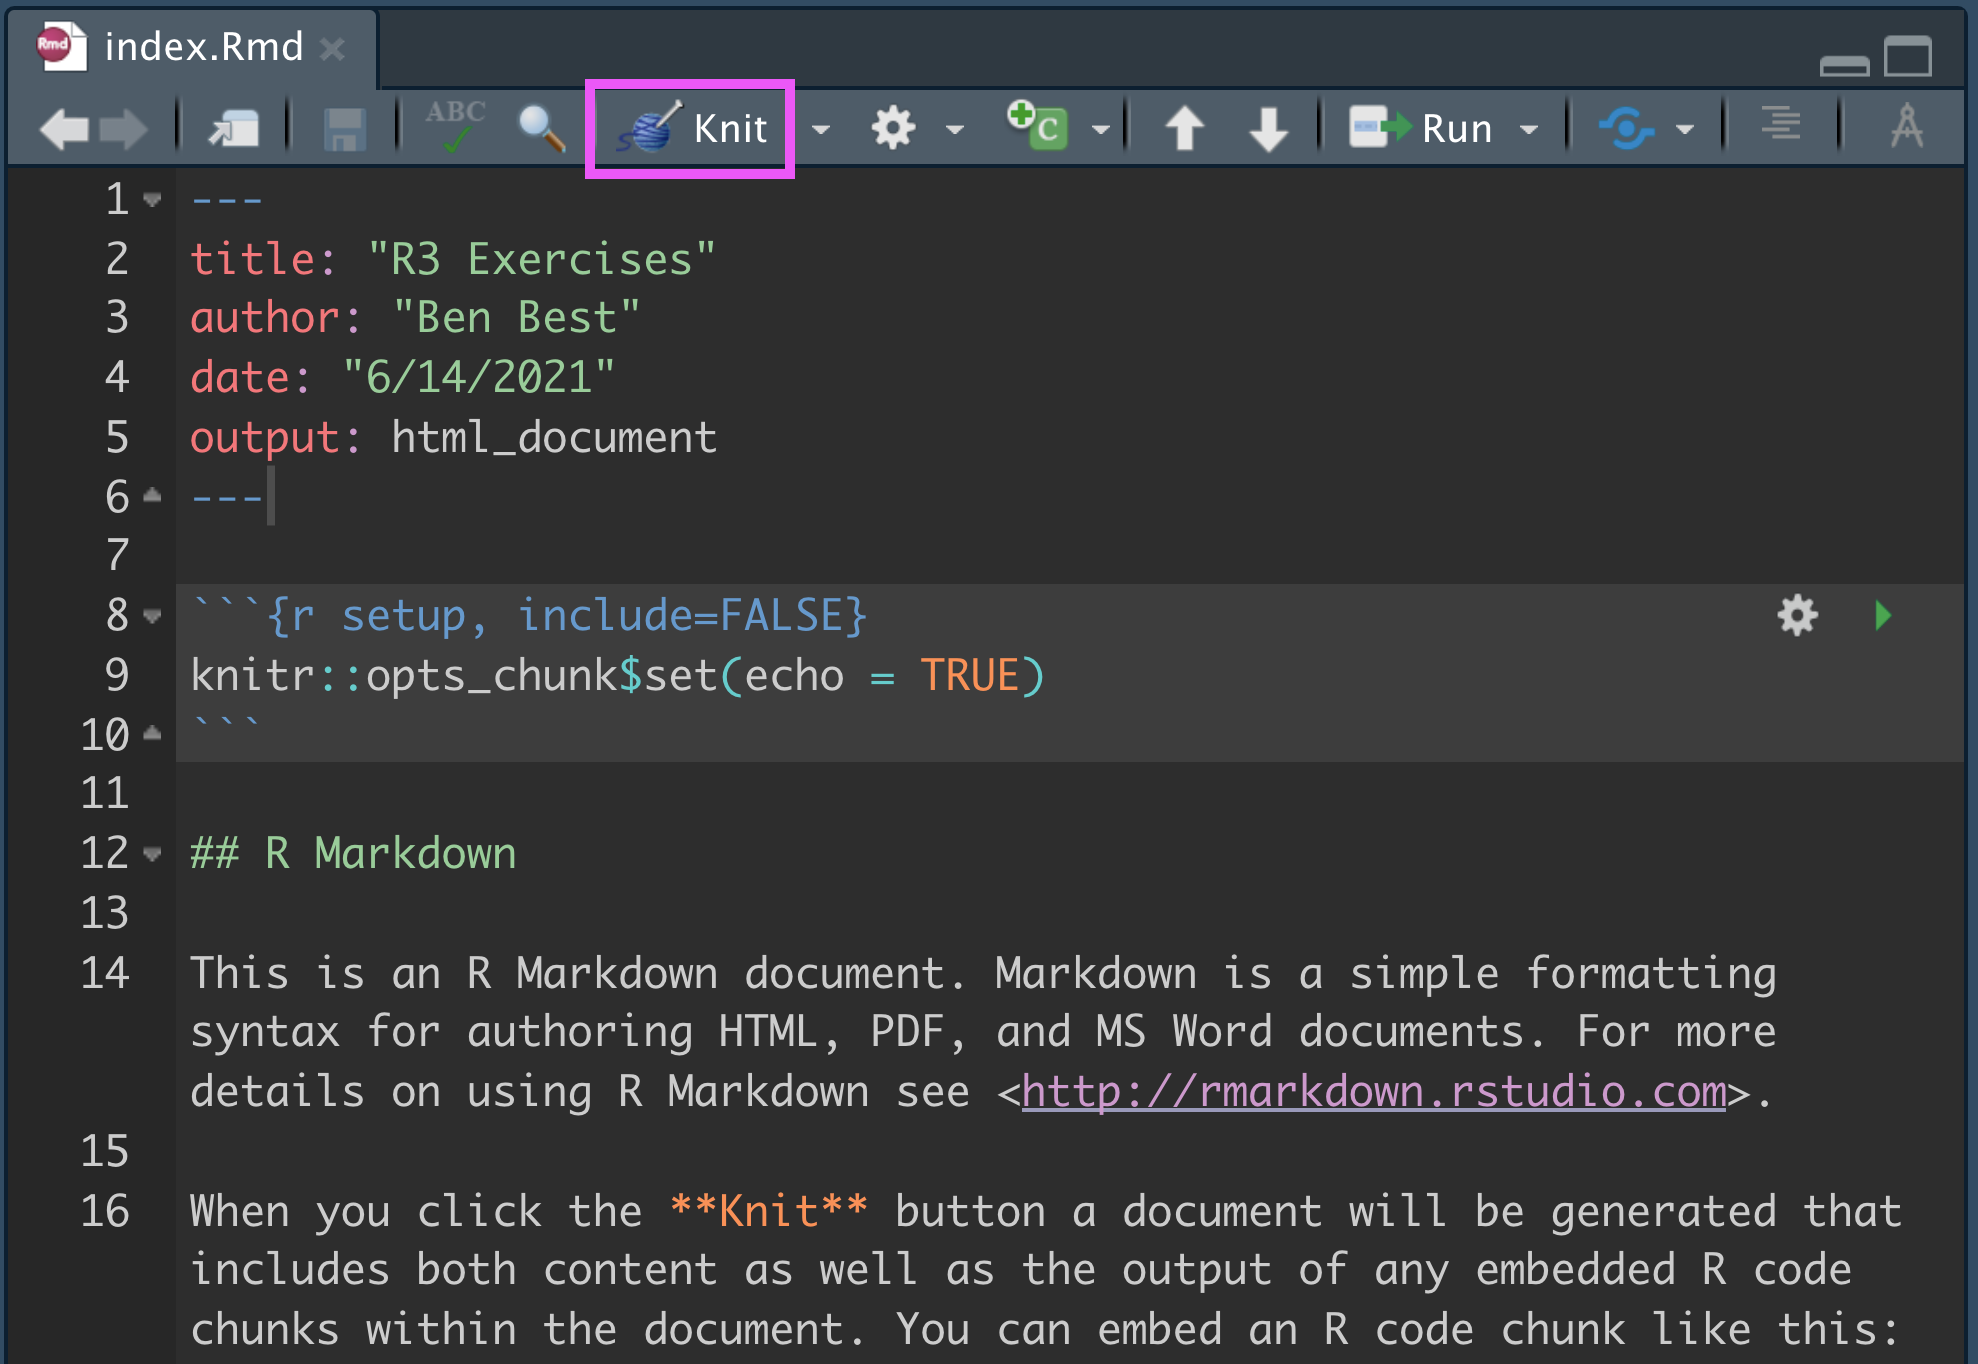 Rmd index.Rmd
ABC Knit C Run
1 ---
2 title: "R3 Exercises"
3 author: "Ben Best"
4 date: "6/14/2021"
5 output: html_document
6 ---
7
8 ```{r setup, include=FALSE}
9 knitr::opts_chunk$set(echo = TRUE)
10 ```
11
12 ## R Markdown
13
14 This is an R Markdown document. Markdown is a simple formatting
syntax for authoring HTML, PDF, and MS Word documents. For more
details on using R Markdown see <http://rmarkdown.rstudio.com>.
15
16 When you click the **Knit** button a document will be generated that
includes both content as well as the output of any embedded R code
chunks within the document. You can embed an R code chunk like this: